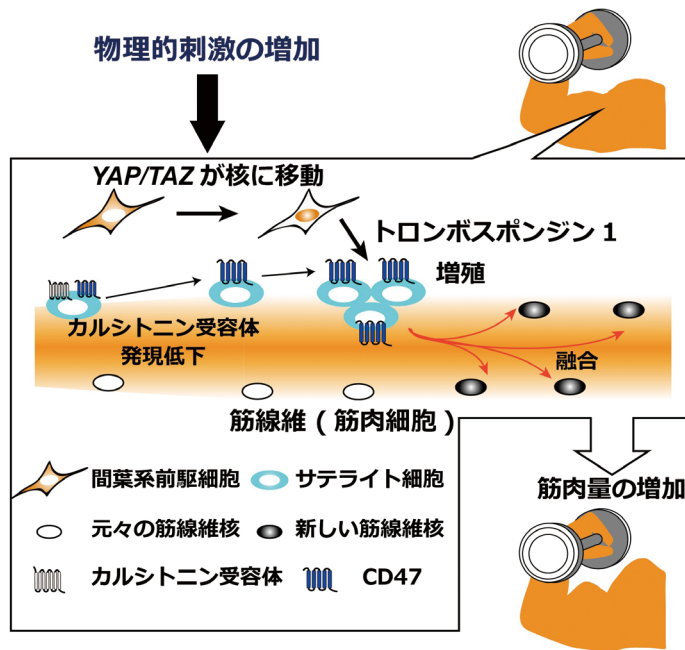 物理的刺激の増加
YAP/TAZ が核に移動
トロンボスポンジン 1
増殖
カルシトニン受容体
発現低下
融合
筋線維 ( 筋肉細胞 )
筋肉量の増加
間葉系前駆細胞
サテライト細胞
元々の筋線維核
新しい筋線維核
カルシトニン受容体
CD47